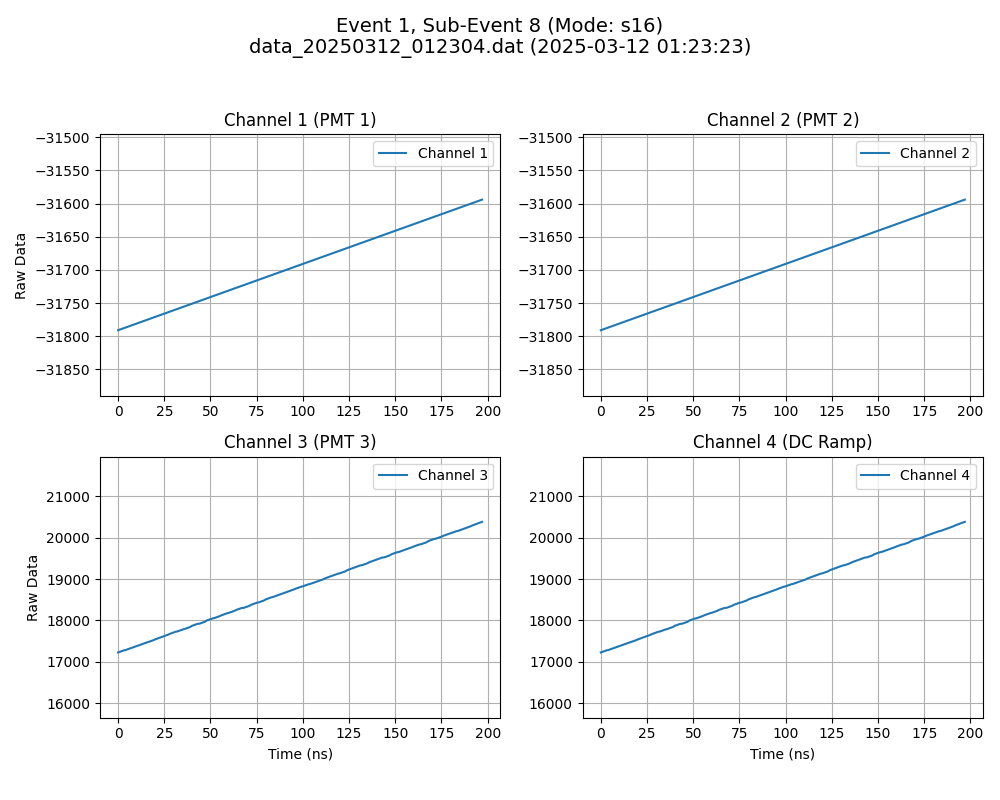 Event 1, Sub-Event 8 (Mode: s16)
data_20250312_012304.dat (2025-03-12 01:23:23)
Channel 1 (PMT 1)
Channel 1
Raw Data
−31500
−31550
−31600
−31650
−31700
−31750
−31800
−31850
0 25 50 75 100 125 150 175 200
Channel 2 (PMT 2)
Channel 2
−31500
−31550
−31600
−31650
−31700
−31750
−31800
−31850
0 25 50 75 100 125 150 175 200
Channel 3 (PMT 3)
Channel 3
Raw Data
21000
20000
19000
18000
17000
16000
0 25 50 75 100 125 150 175 200
Time (ns)
Channel 4 (DC Ramp)
Channel 4
21000
20000
19000
18000
17000
16000
0 25 50 75 100 125 150 175 200
Time (ns)